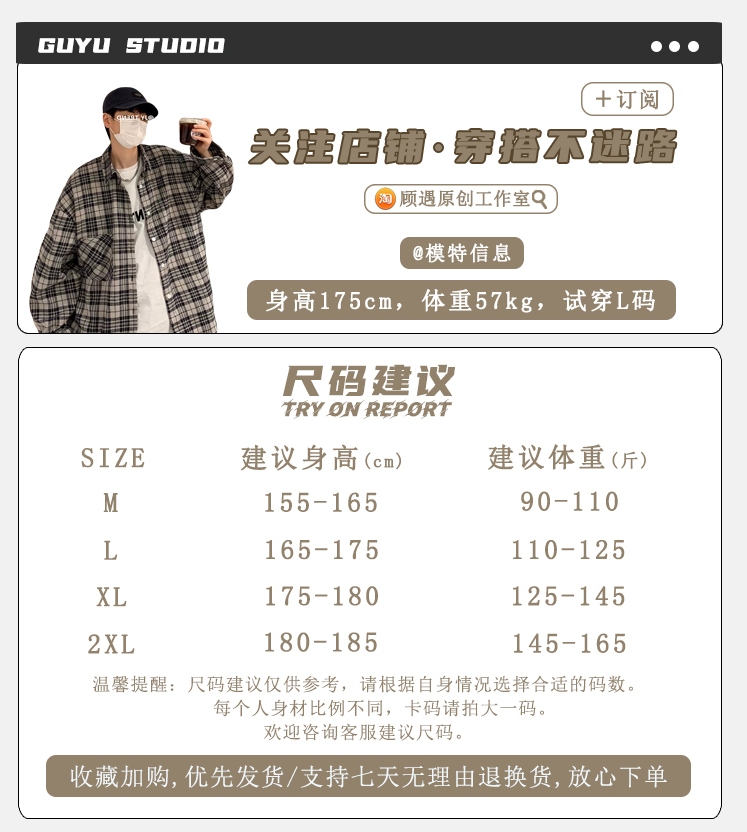 GUYU STUDIO
+订阅
关注店铺·穿搭不迷路
淘 顾遇原创工作室
@模特信息
身高175cm，体重57kg，试穿L码
尺码建议
TRY ON REPORT
SIZE 建议身高(cm) 建议体重(斤)
M 155-165 90-110
L 165-175 110-125
XL 175-180 125-145
2XL 180-185 145-165
温馨提醒：尺码建议仅供参考，请根据自身情况选择合适的码数。
每个人身材比例不同，卡码请拍大一码。
欢迎咨询客服建议尺码。
收藏加购,优先发货/支持七天无理由退换货,放心下单